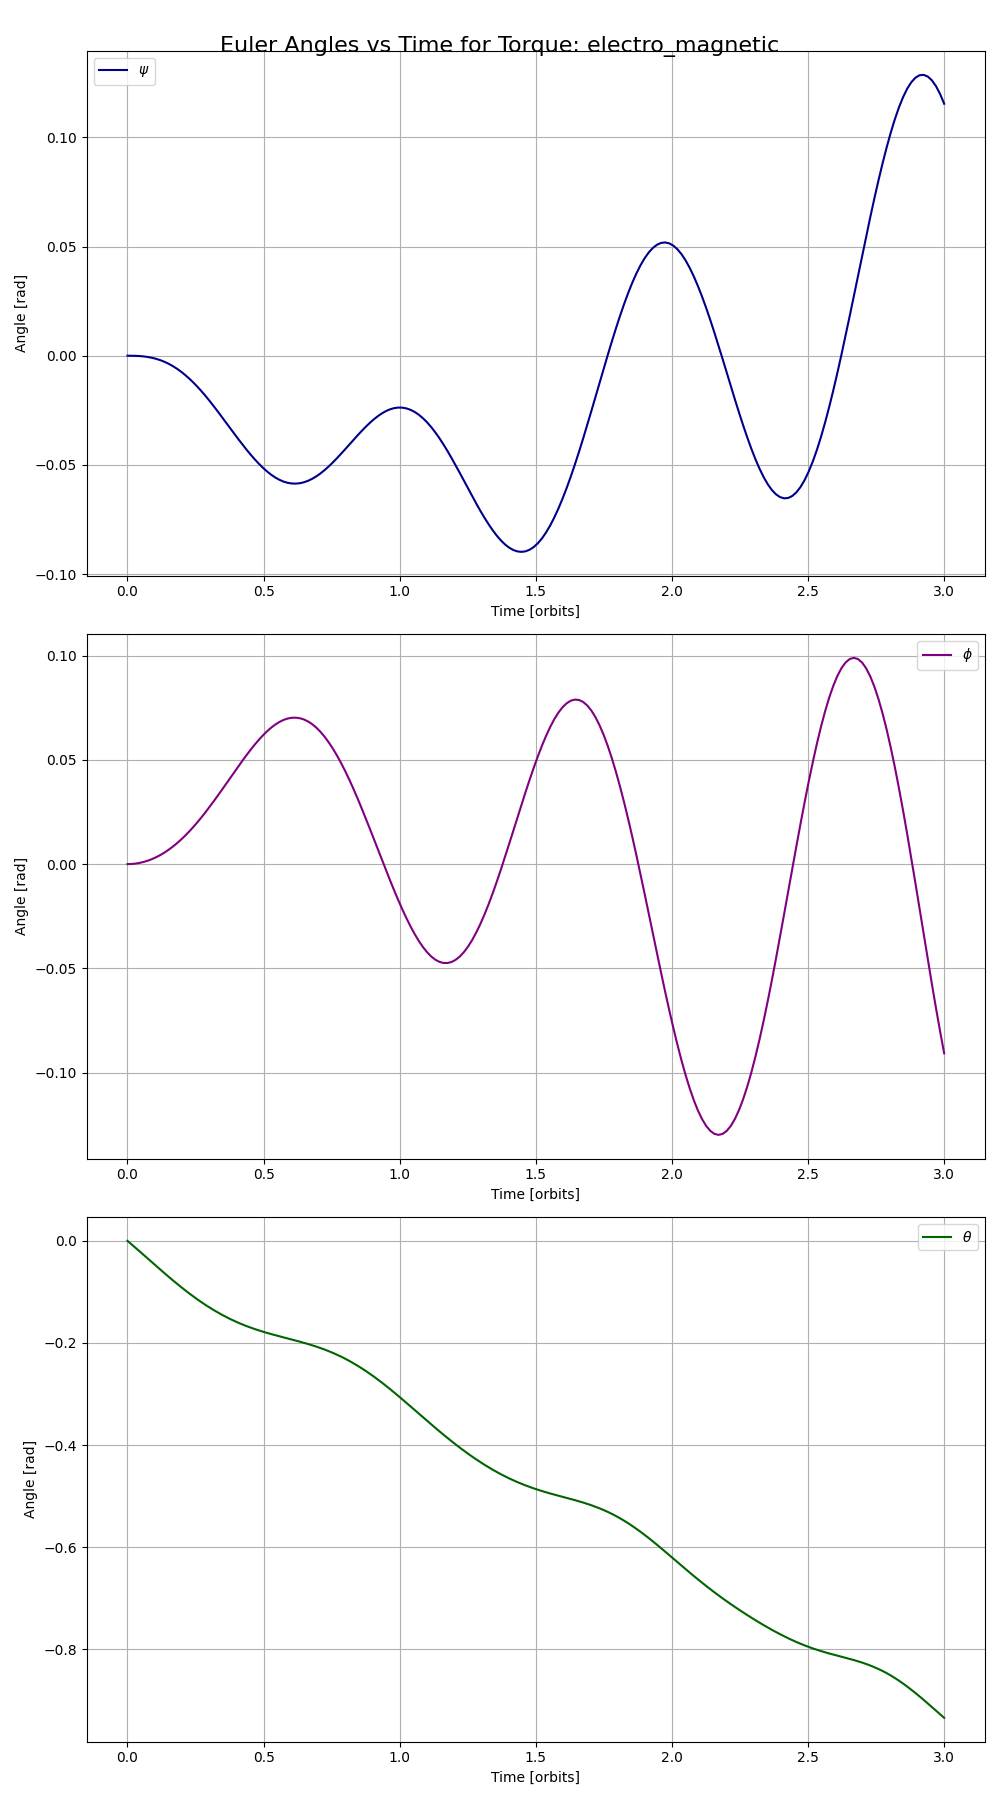 Euler Angles vs Time for Torque: electro_magnetic
ψ
0.10
0.05
0.00
−0.05
−0.10
Angle [rad]
0.0 0.5 1.0 1.5 2.0 2.5 3.0
Time [orbits]
ϕ
0.10
0.05
0.00
−0.05
−0.10
Angle [rad]
0.0 0.5 1.0 1.5 2.0 2.5 3.0
Time [orbits]
θ
0.0
−0.2
−0.4
−0.6
−0.8
Angle [rad]
0.0 0.5 1.0 1.5 2.0 2.5 3.0
Time [orbits]